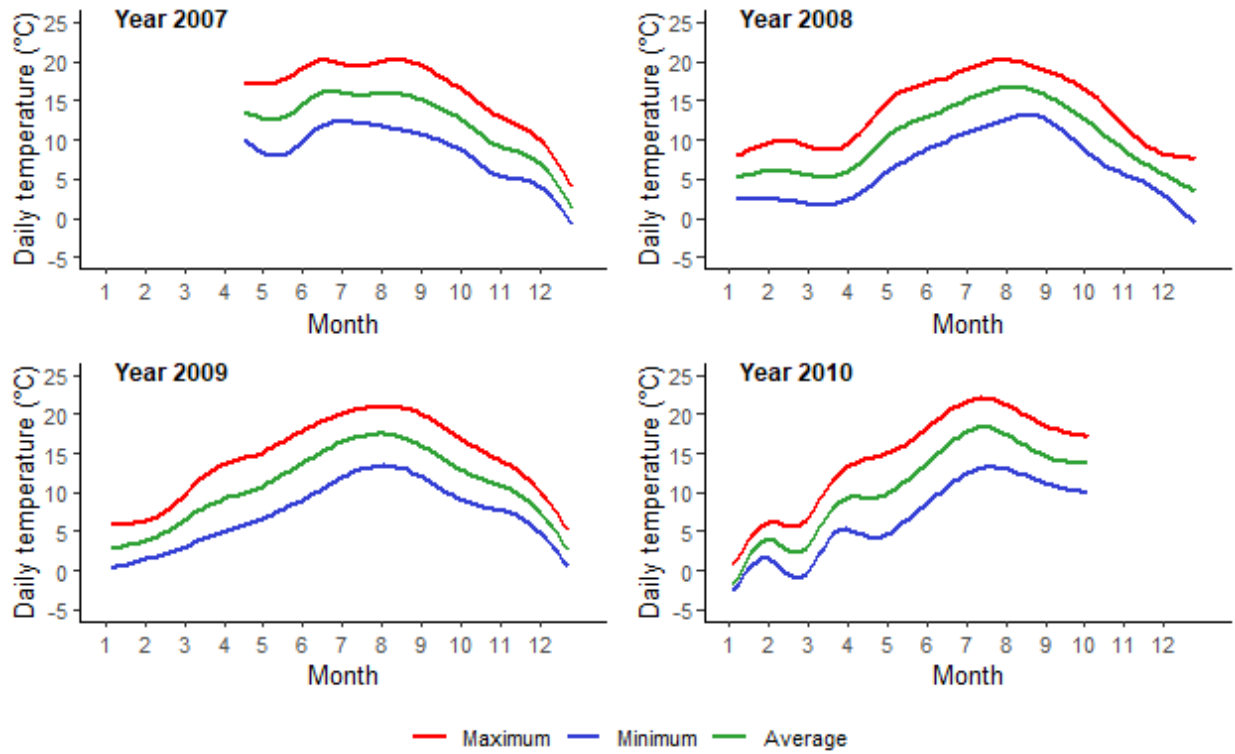 Year 2007
Daily temperature (°C)
25
20
15
10
5
0
-5
1 2 3 4 5 6 7 8 9 10 11 12
Month
Year 2008
Daily temperature (°C)
25
20
15
10
5
0
-5
1 2 3 4 5 6 7 8 9 10 11 12
Month
Year 2009
Daily temperature (°C)
25
20
15
10
5
0
-5
1 2 3 4 5 6 7 8 9 10 11 12
Month
Year 2010
Daily temperature (°C)
25
20
15
10
5
0
-5
1 2 3 4 5 6 7 8 9 10 11 12
Month
Maximum Minimum Average